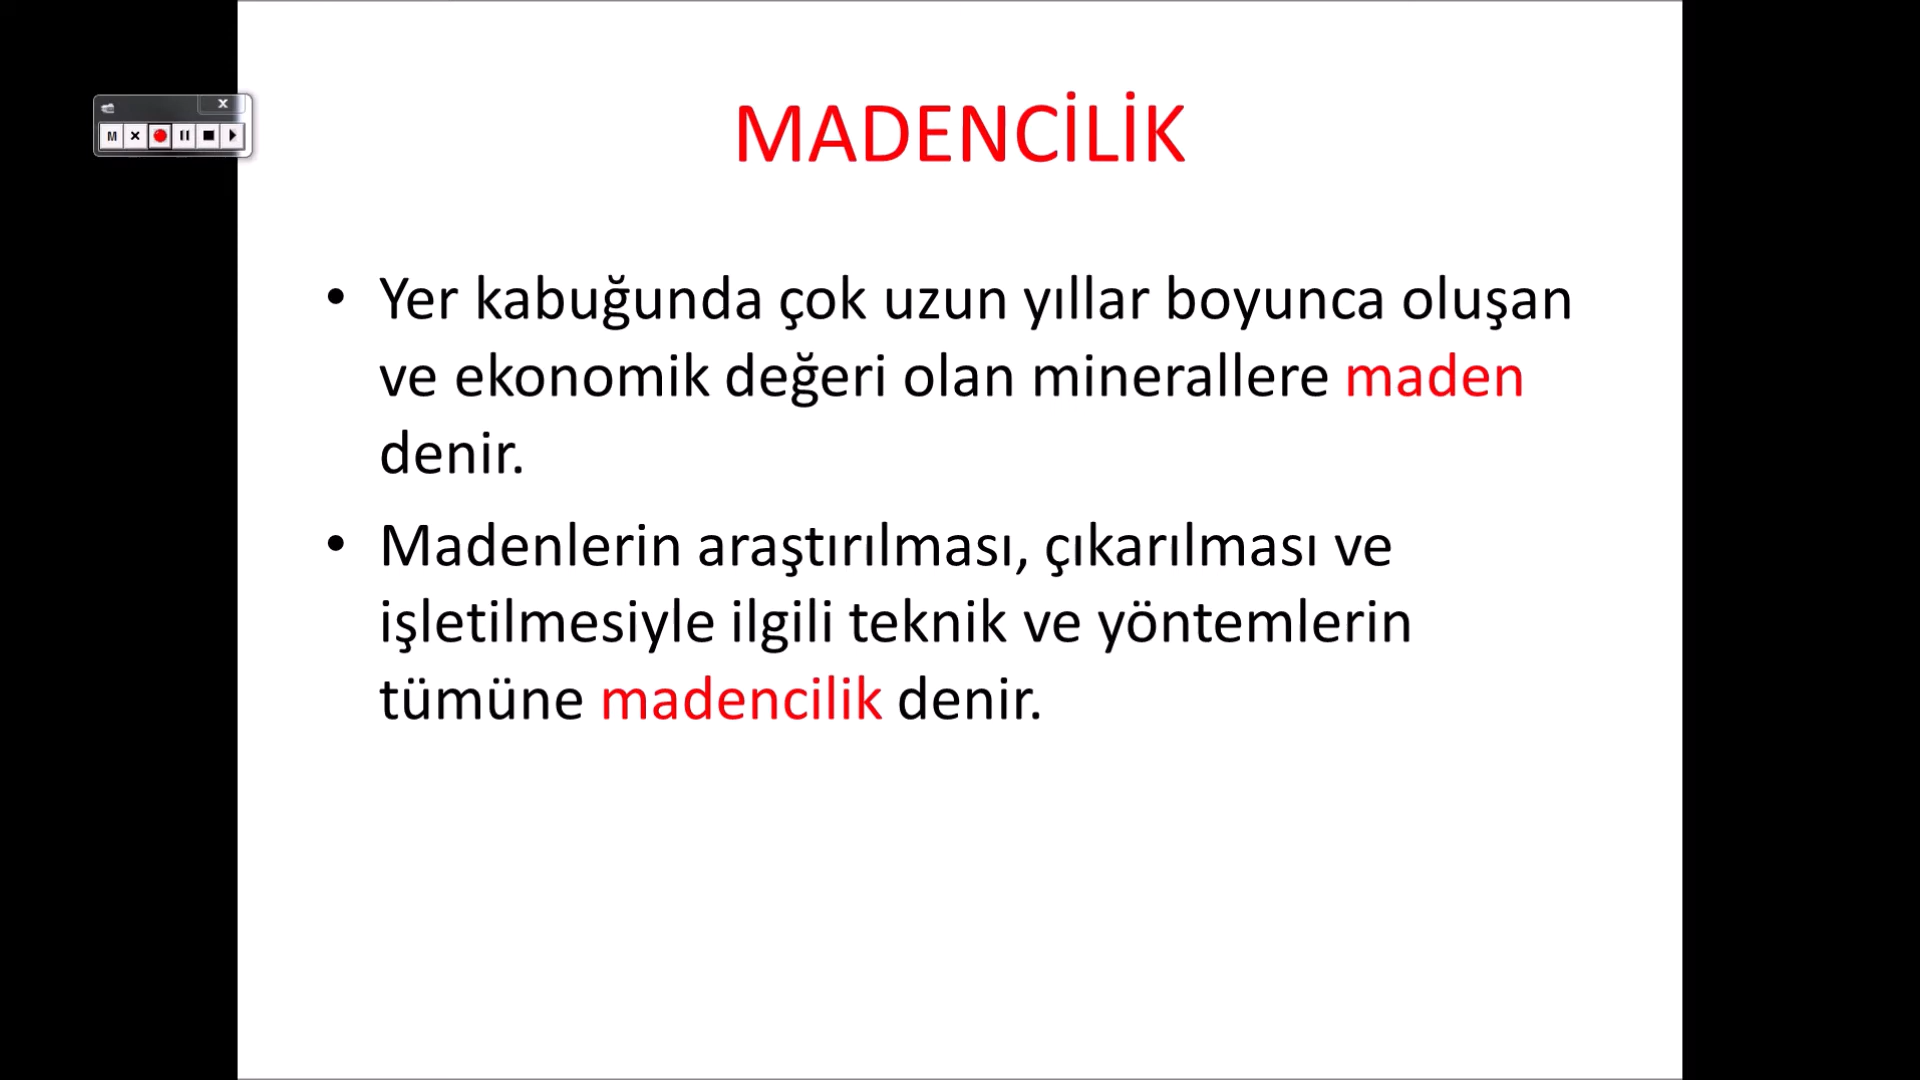 MADENCİLİK
M
• Yer kabuğunda çok uzun yıllar boyunca oluşan
ve ekonomik değeri olan minerallere maden
denir.
• Madenlerin araştırılması, çıkarılması ve
işletilmesiyle ilgili teknik ve yöntemlerin
tümüne madencilik denir.